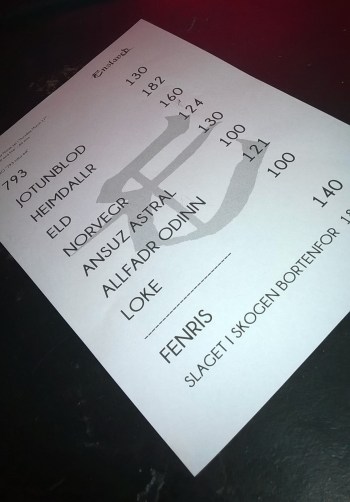 Enslaved
793 130
JOTUNBLOD 182
HEIMDALLR 160
ELD 124
NORVEGR 130
ANSUZ ASTRAL 100
ALLFADR ODINN 121
LOKE 100
--------------------------------
FENRIS 140
SLAGET I SKOGEN BORTENFOR